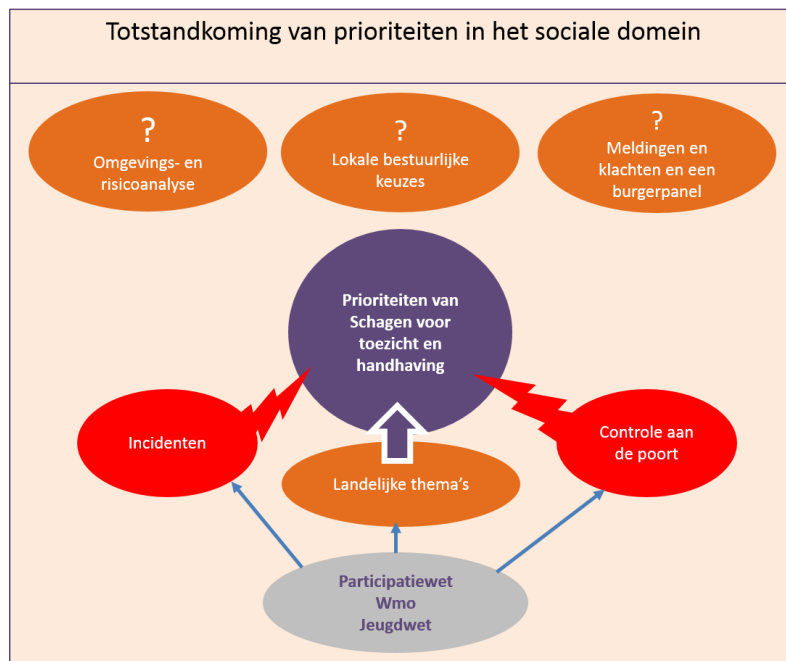 Totstandkoming van prioriteiten in het sociale domein
?
Omgevings- en
risicoanalyse
?
Lokale bestuurlijke
keuzes
?
Meldingen en
klachten en een
burgerpanel
Prioriteiten van
Schagen voor
toezicht en
handhaving
Incidenten
Controle aan
de poort
Landelijke thema's
Participatiewet
Wmo
Jeugdwet